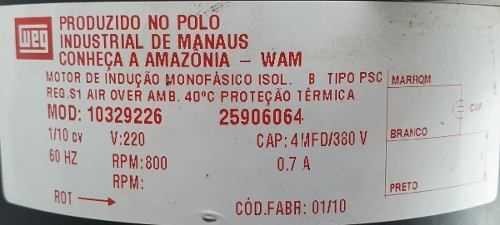 WEG
PRODUZIDO NO POLO
INDUSTRIAL DE MANAUS
CONHEÇA A AMAZÔNIA - WAM
MOTOR DE INDUÇÃO MONOFÁSICO ISOL. B TIPO PSC
REG.S1 AIR OVER AMB. 40ºC PROTEÇÃO TÉRMICA
MOD: 10329226 25906064
1/10 cv V:220 CAP: 4MFD/380 V
60 HZ RPM:800 0.7 A
RPM:
ROT → CÓD.FABR: 01/10
MARROM
CAP
BRANCO
PRETO